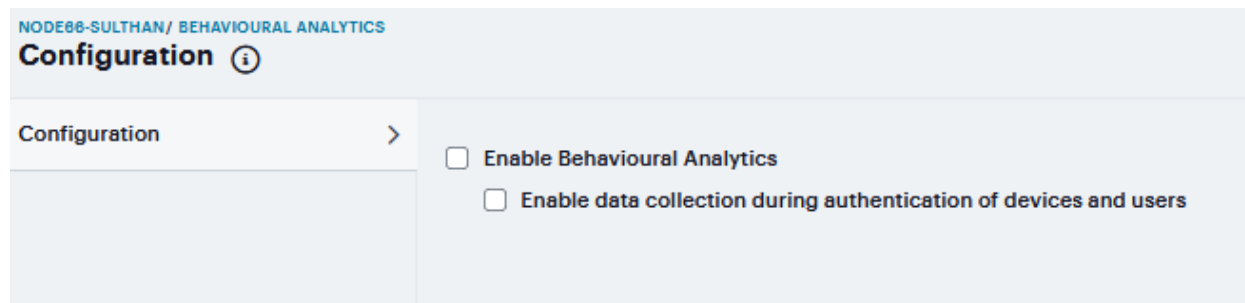 NODE66-SULTHAN/ BEHAVIOURAL ANALYTICS
Configuration
Configuration
Enable Behavioural Analytics
Enable data collection during authentication of devices and users